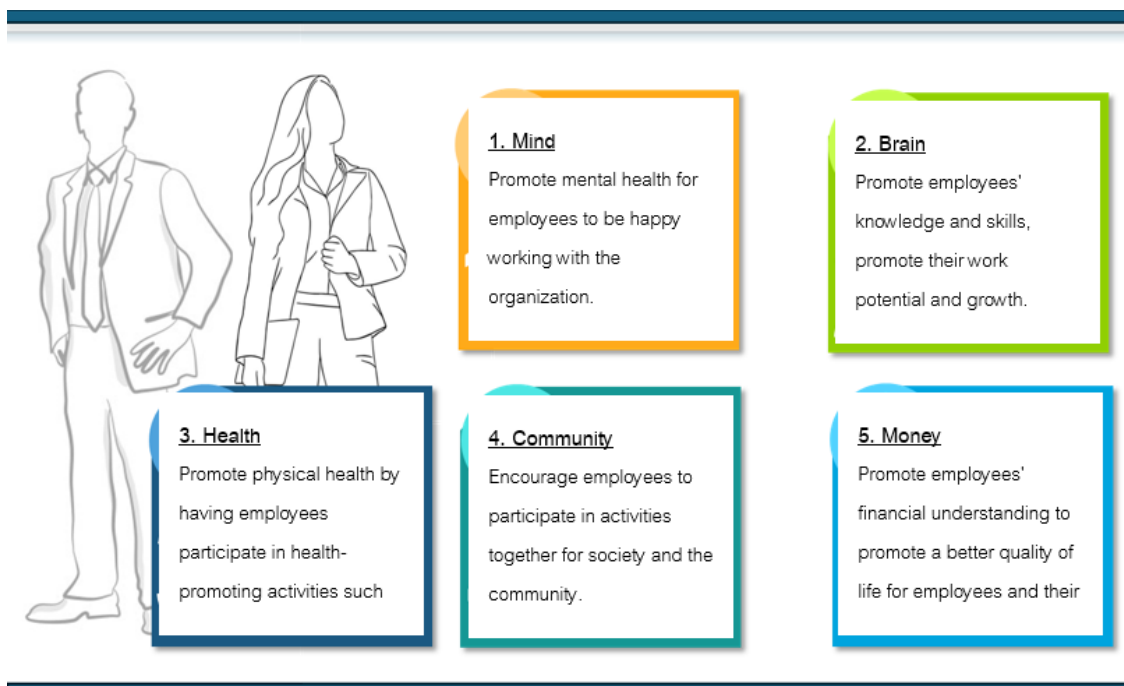 1. Mind
Promote mental health for
employees to be happy
working with the
organization.
2. Brain
Promote employees'
knowledge and skills,
promote their work
potential and growth.
3. Health
Promote physical health by
having employees
participate in health-
promoting activities such
4. Community
Encourage employees to
participate in activities
together for society and the
community.
5. Money
Promote employees'
financial understanding to
promote a better quality of
life for employees and their